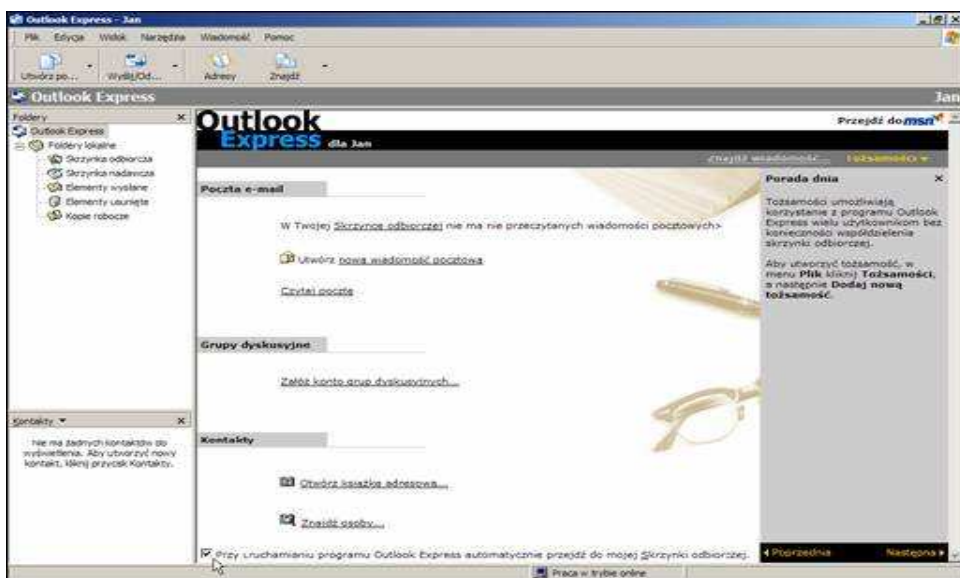 Outlook Express - Jan
Plik Edycja Widok Narzędzia Wiadomość Pomoc
Utwórz po... Wyślij/Od... Adresy Znajdź
Outlook Express Jan
Foldery
Outlook Express
Foldery lokalne
Skrzynka odbiorcza
Skrzynka nadawcza
Elementy wysłane
Elementy usunięte
Kopie robocze
Kontakty
Nie ma żadnych kontaktów do
wyświetlenia. Aby utworzyć nowy
kontakt, kliknij przycisk Kontakty.
Outlook
Express dla Jan
Przejdź do msn
Znajdź wiadomość... Tożsamości
Poczta e-mail
W Twojej Skrzynce odbiorczej nie ma nie przeczytanych wiadomości pocztowych>
Utwórz nową wiadomość pocztową
Czytaj pocztę
Grupy dyskusyjne
Załóż konto grup dyskusyjnych...
Kontakty
Otwórz książkę adresową...
Znajdź osoby...
Przy uruchamianiu programu Outlook Express automatycznie przejdź do mojej Skrzynki odbiorczej.
Porada dnia
Tożsamości umożliwiają
korzystanie z programu Outlook
Express wielu użytkownikom bez
konieczności współdzielenia
skrzynki odbiorczej.
Aby utworzyć tożsamość, w
menu Plik kliknij Tożsamości,
a następnie Dodaj nową
tożsamość.
Poprzednia Następna
Praca w trybie online